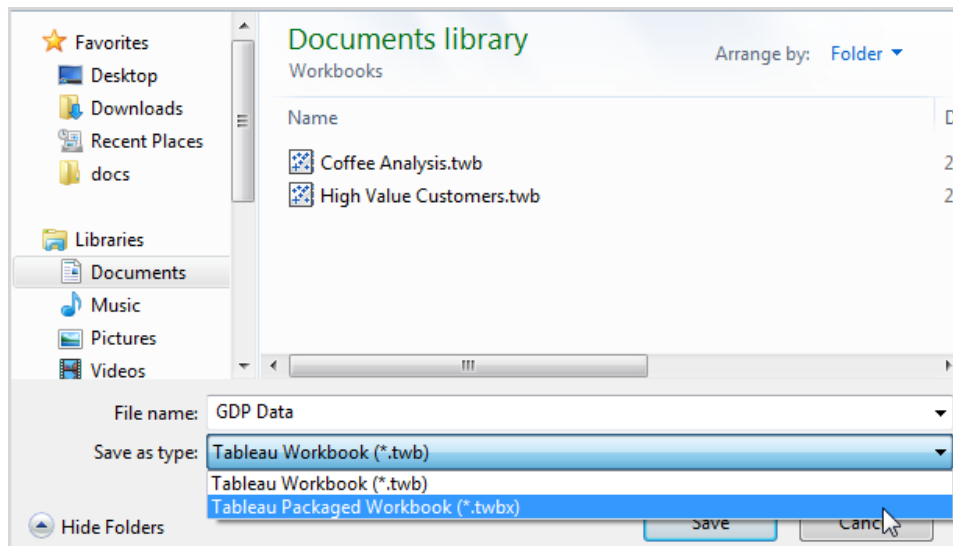 Favorites
Desktop
Downloads
Recent Places
docs
Libraries
Documents
Music
Pictures
Videos
Documents library
Workbooks
Arrange by: Folder
Name
Coffee Analysis.twb
High Value Customers.twb
File name: GDP Data
Save as type: Tableau Workbook (*.twb)
Tableau Workbook (*.twb)
Tableau Packaged Workbook (*.twbx)
Hide Folders
Save